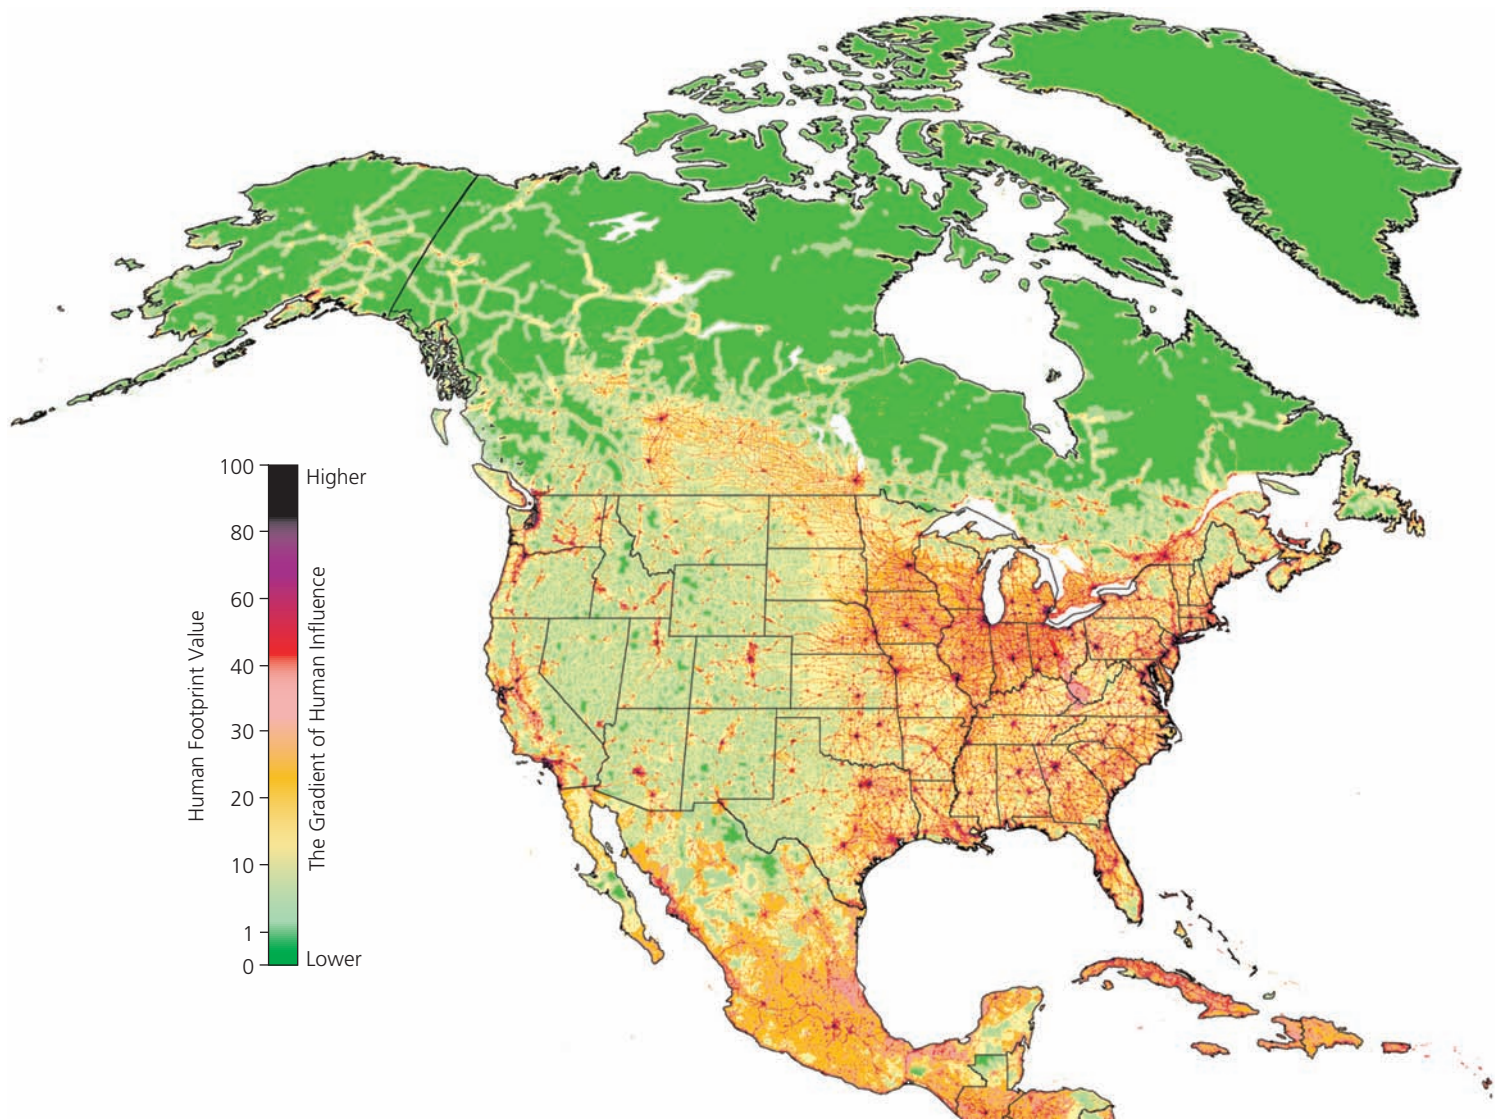 100
Higher
80
60
40
30
20
10
1
0
Lower
Human Footprint Value
The Gradient of Human Influence